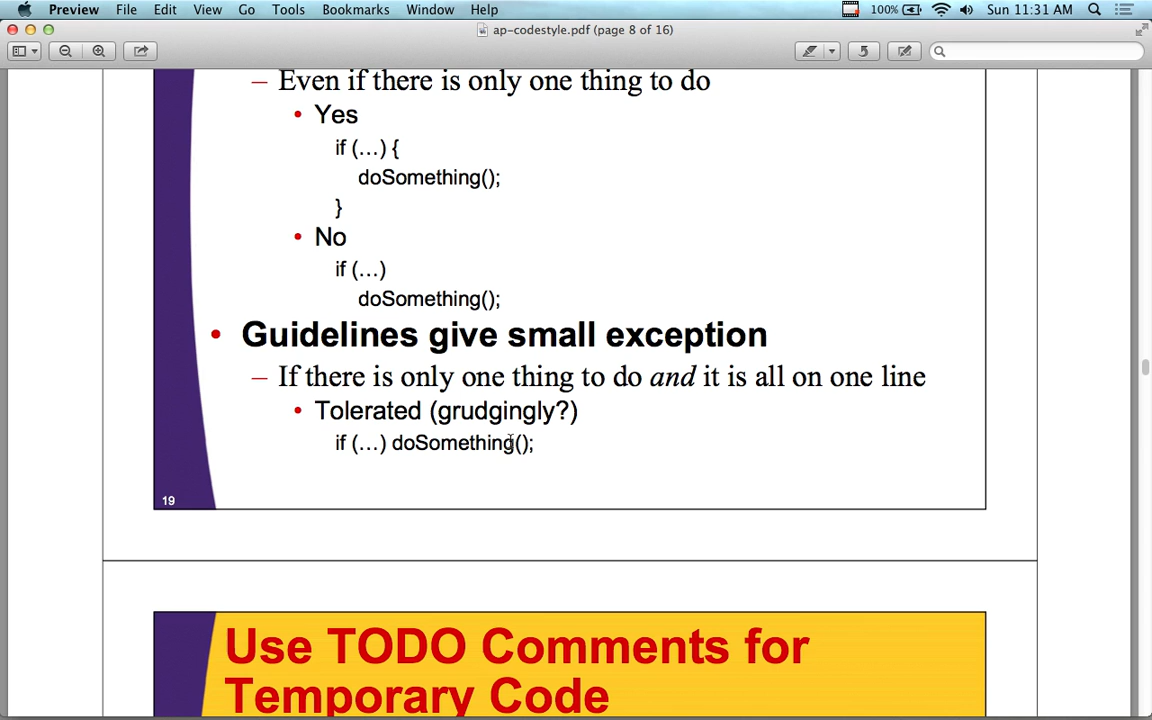 Preview File Edit View Go Tools Bookmarks Window Help 100% Sun 11:31 AM
ap-codestyle.pdf (page 8 of 16)
– Even if there is only one thing to do
• Yes
if (…) {
doSomething();
}
• No
if (…)
doSomething();
• Guidelines give small exception
– If there is only one thing to do and it is all on one line
• Tolerated (grudgingly?)
if (…) doSomething();
19
Use TODO Comments for
Temporary Code